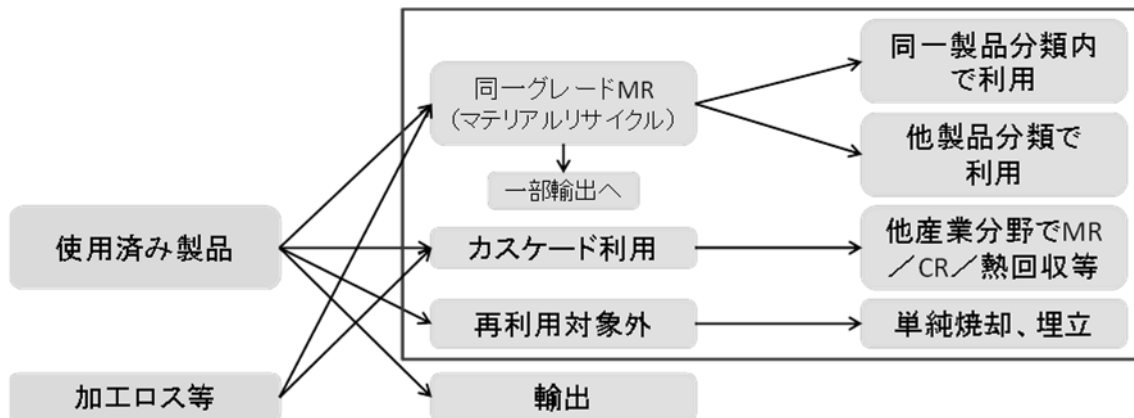 同一製品分類内
で利用
同一グレードMR
（マテリアルリサイクル）
他製品分類で
利用
一部輸出へ
使用済み製品
カスケード利用
他産業分野でMR
／CR／熱回収等
再利用対象外
単純焼却、埋立
加工ロス等
輸出